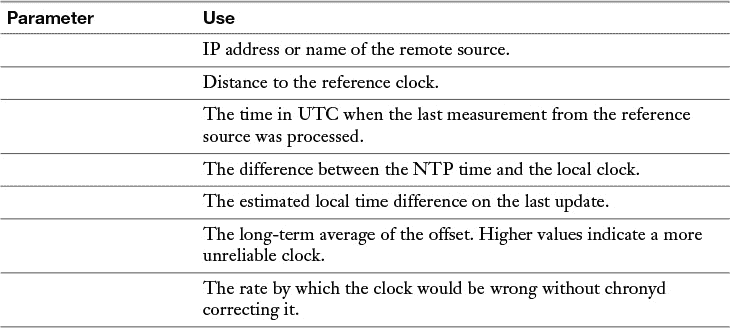 Parameter Use
IP address or name of the remote source.
Distance to the reference clock.
The time in UTC when the last measurement from the reference
source was processed.
The difference between the NTP time and the local clock.
The estimated local time difference on the last update.
The long-term average of the offset. Higher values indicate a more
unreliable clock.
The rate by which the clock would be wrong without chronyd
correcting it.